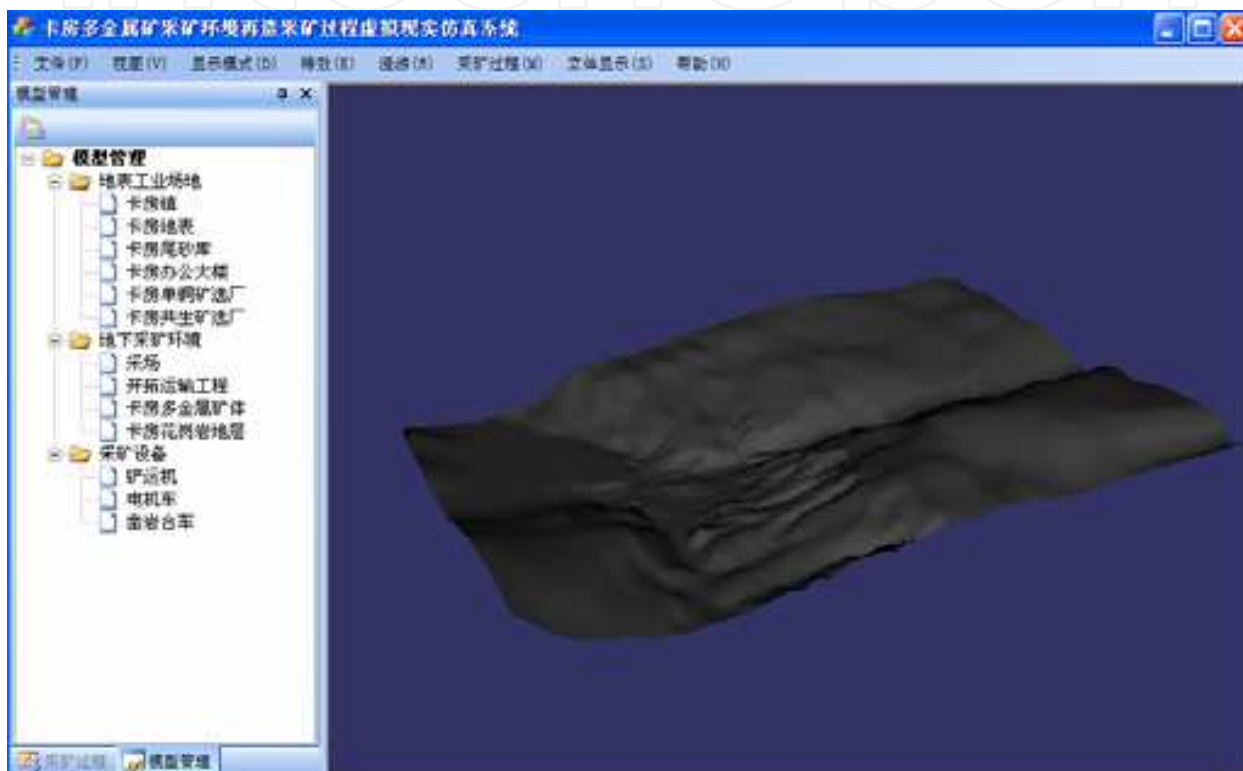 卡房多金属矿采矿环境再造采矿过程虚拟现实仿真系统
文件(F) 视图(V) 显示模式(D) 特效(E) 漫游(R) 采矿过程(M) 立体显示(S) 帮助(H)
模型管理
模型管理
地表工业场地
卡房镇
卡房地表
卡房尾砂库
卡房办公大楼
卡房单铜矿选厂
卡房共生矿选厂
地下采矿环境
采场
开拓运输工程
卡房多金属矿体
卡房花岗岩地层
采矿设备
铲运机
电机车
凿岩台车
采矿过程 模型管理